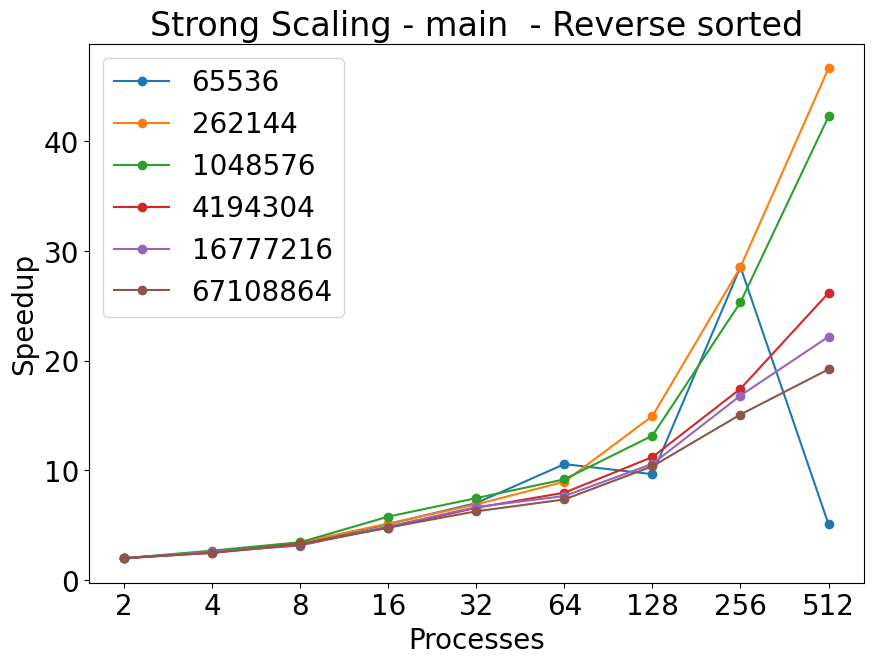 Strong Scaling - main  - Reverse sorted
65536
262144
1048576
4194304
16777216
67108864
Speedup
40
30
20
10
0
2 4 8 16 32 64 128 256 512
Processes